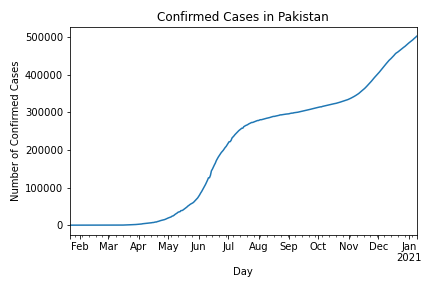 Confirmed Cases in Pakistan
500000
400000
300000
200000
100000
0
Number of Confirmed Cases
Feb Mar Apr May Jun Jul Aug Sep Oct Nov Dec Jan
2021
Day